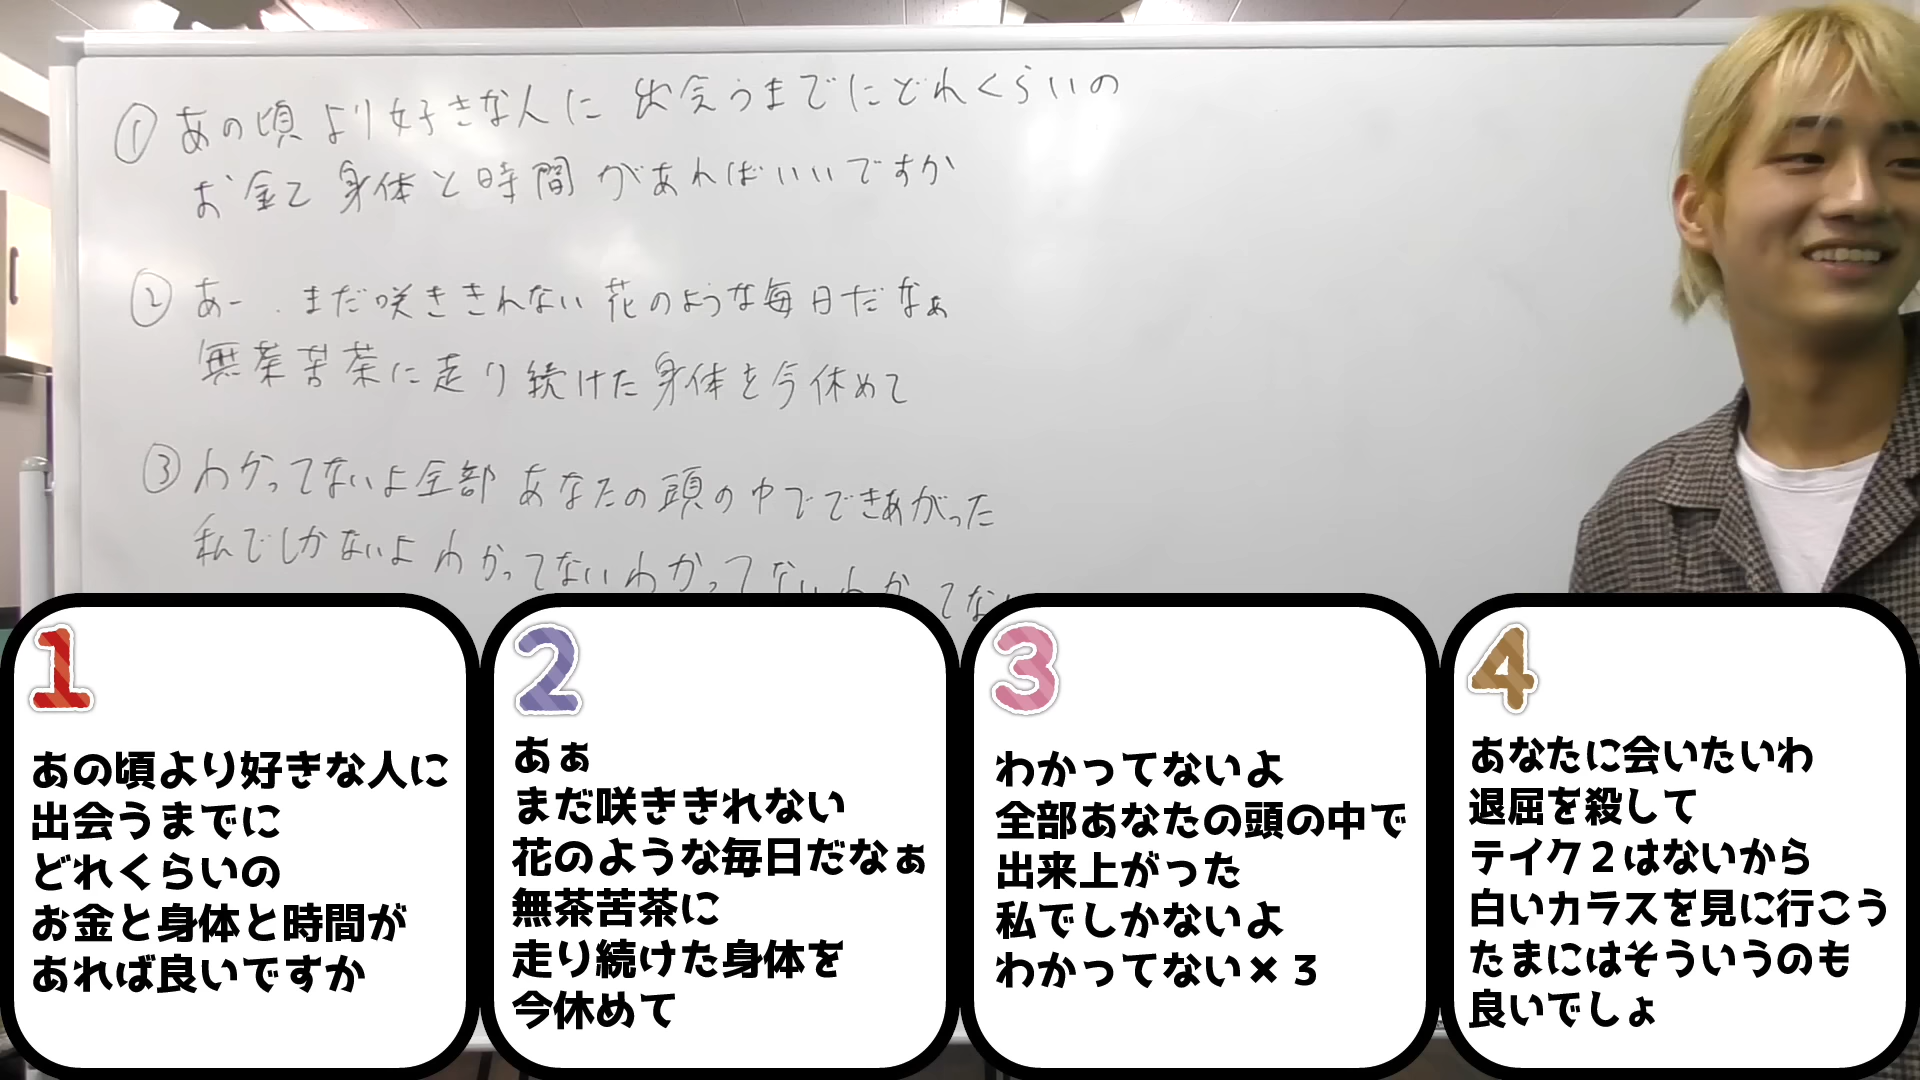 ① あの頃より好きな人に出会うまでにどれくらいの
お金と身体と時間があればいいですか
② あー.まだ咲ききれない花のような毎日だなぁ
無茶苦茶に走り続けた身体を今休めて
③ わかってないよ全部あなたの頭の中でできあがった
私でしかないよわかってないわかってないわかってない
1
あの頃より好きな人に
出会うまでに
どれくらいの
お金と身体と時間が
あれば良いですか
2
あぁ
まだ咲ききれない
花のような毎日だなぁ
無茶苦茶に
走り続けた身体を
今休めて
3
わかってないよ
全部あなたの頭の中で
出来上がった
私でしかないよ
わかってない×3
4
あなたに会いたいわ
退屈を殺して
テイク2はないから
白いカラスを見に行こう
たまにはそういうのも
良いでしょ